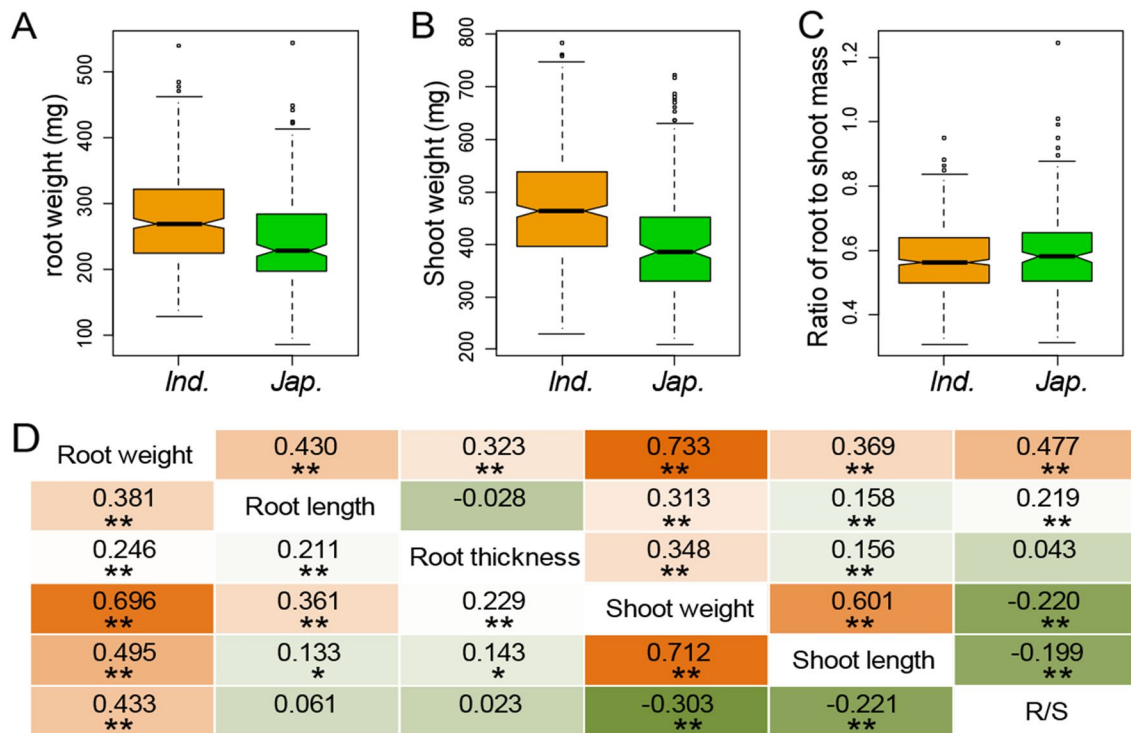 A
root weight (mg)
500
400
300
200
100
Ind.
Jap.
B
Shoot weight (mg)
800
700
600
500
400
300
200
Ind.
Jap.
C
Ratio of root to shoot mass
1.2
1.0
0.8
0.6
0.4
Ind.
Jap.
D
Root weight 0.430 ** 0.323 ** 0.733 ** 0.369 ** 0.477 **
0.381 ** Root length -0.028 0.313 ** 0.158 ** 0.219 **
0.246 ** 0.211 ** Root thickness 0.348 ** 0.156 ** 0.043
0.696 ** 0.361 ** 0.229 ** Shoot weight 0.601 ** -0.220 **
0.495 ** 0.133 * 0.143 * 0.712 ** Shoot length -0.199 **
0.433 ** 0.061 0.023 -0.303 ** -0.221 ** R/S